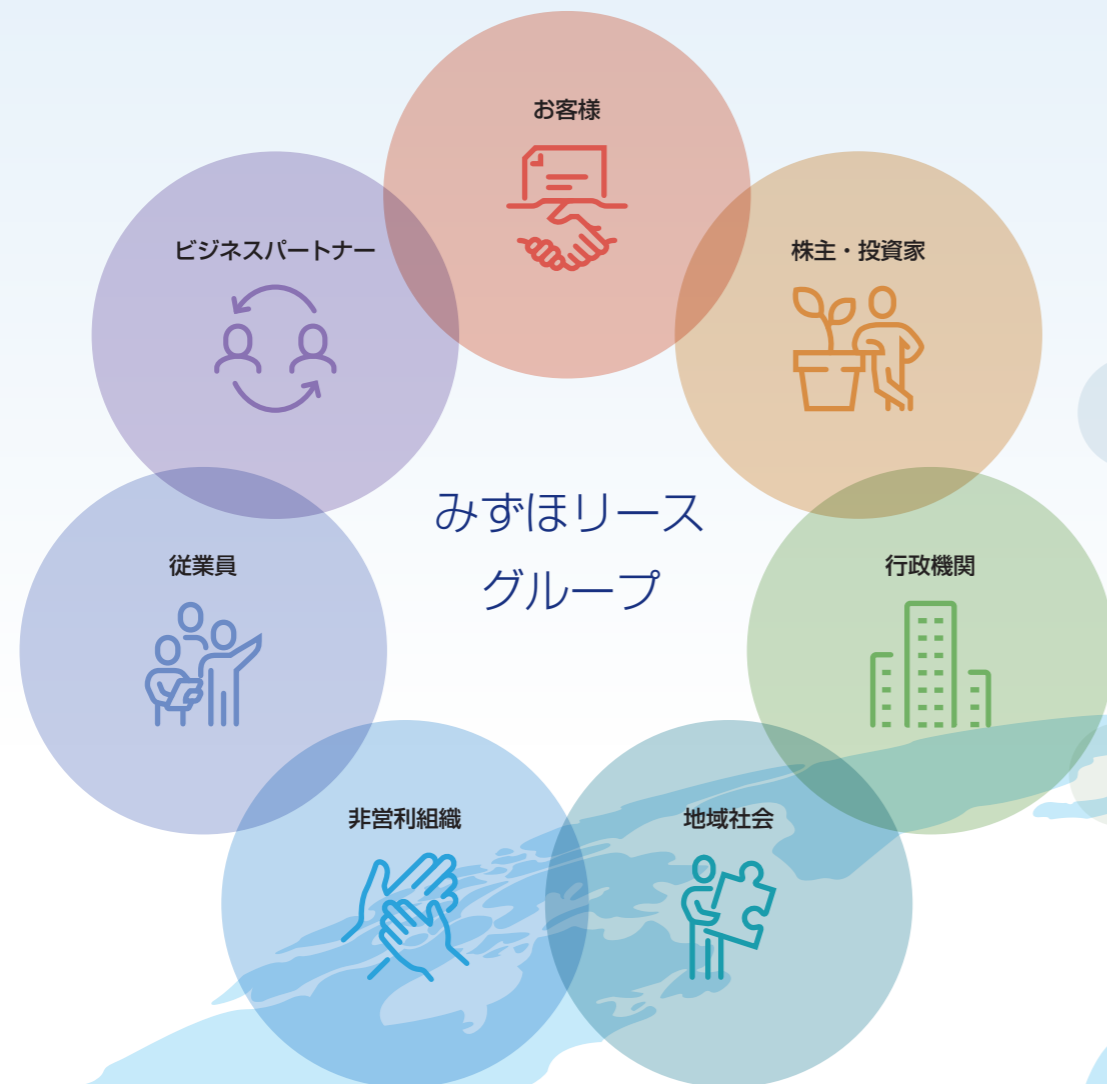 お客様
ビジネスパートナー
株主・投資家
みずほリース
グループ
従業員
行政機関
非営利組織
地域社会